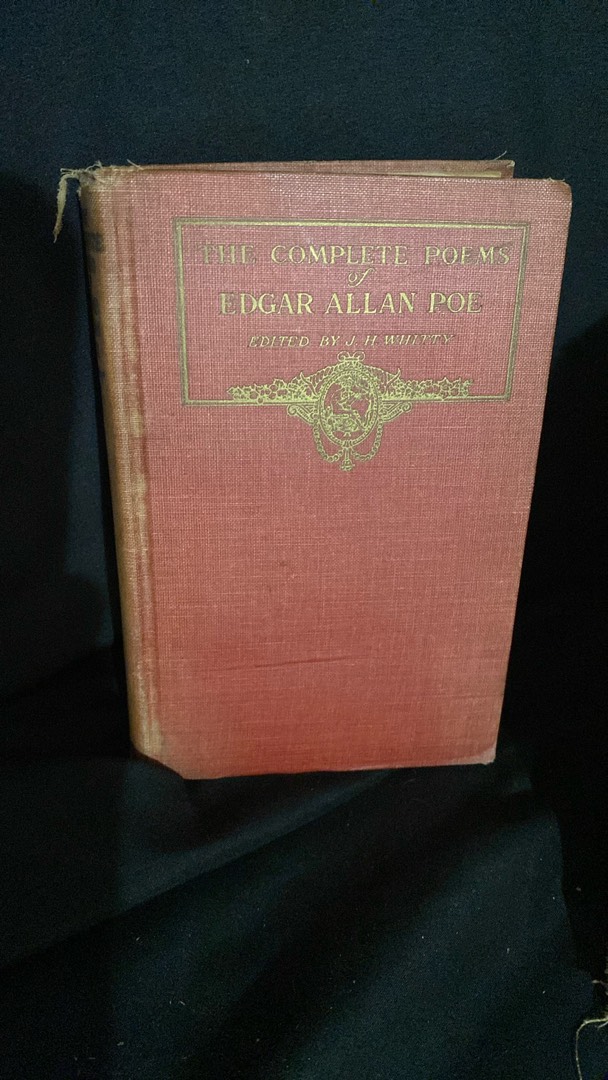 THE COMPLETE POEMS
of
EDGAR ALLAN POE
EDITED BY J. H. WHITTY